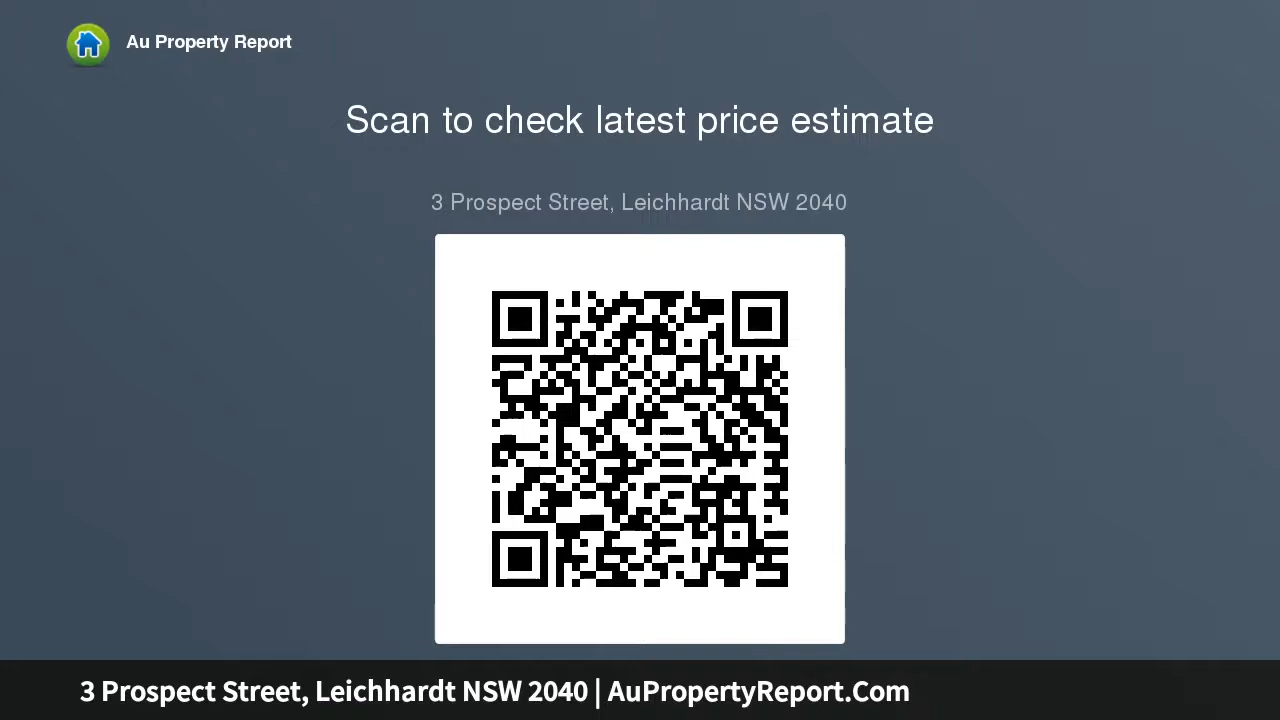 Au Property Report
Scan to check latest price estimate
3 Prospect Street, Leichhardt NSW 2040
3 Prospect Street, Leichhardt NSW 2040 | AuPropertyReport.Com